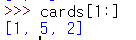 >>> cards[1:]
[1, 5, 2]